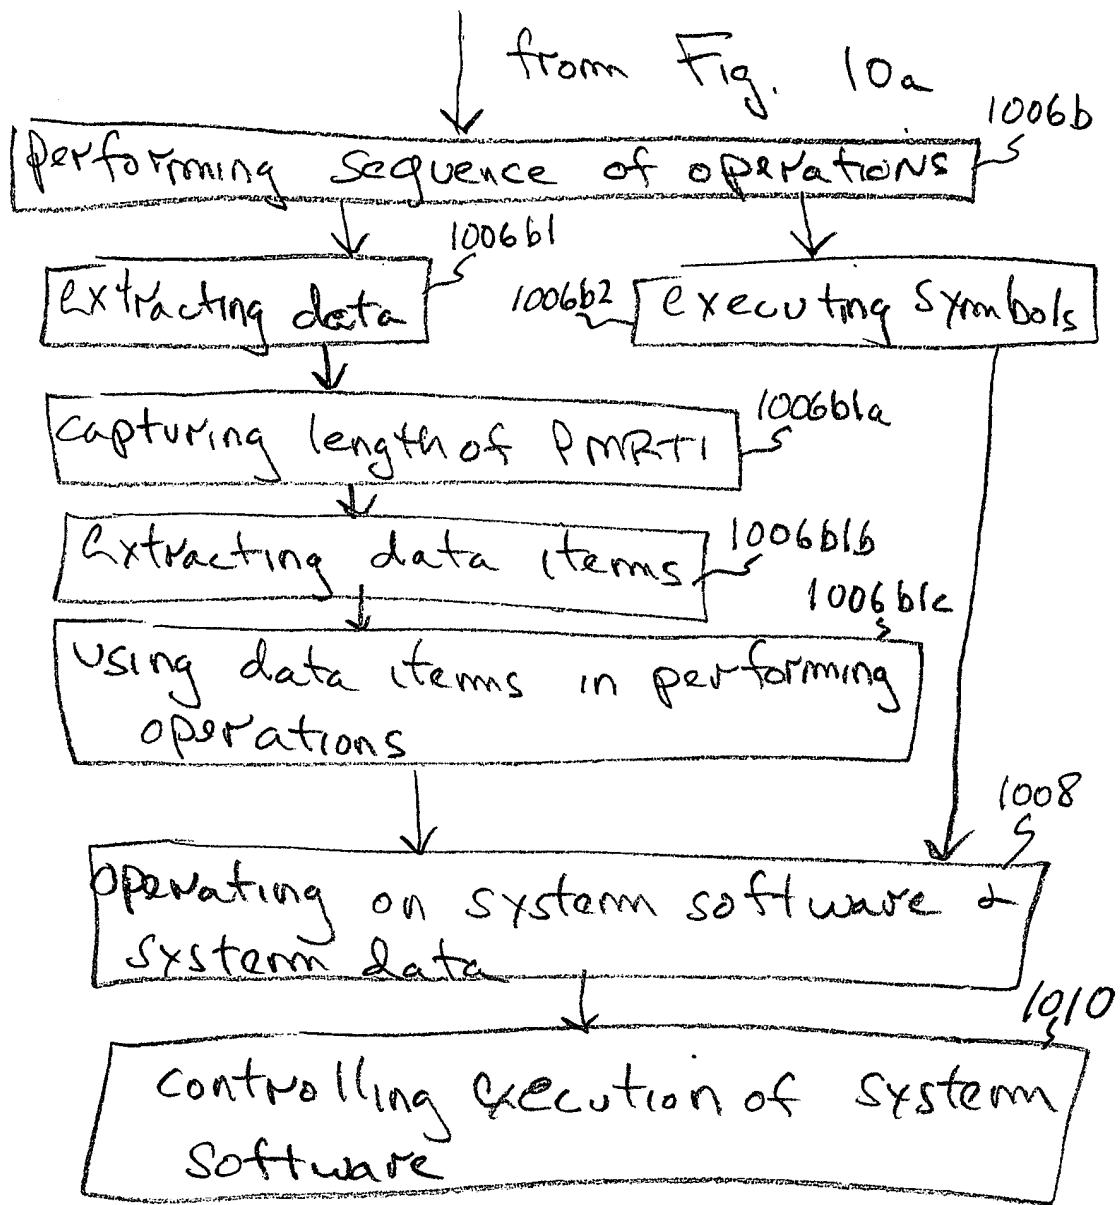 from Fig. 10a
1006b
performing sequence of operations
1006b1
extracting data
1006b2
executing symbols
1006b1a
capturing length of PMRTI
1006b1b
extracting data items
1006b1c
using data items in performing
operations
1008
operating on system software &
system data
1010
controlling execution of system
software